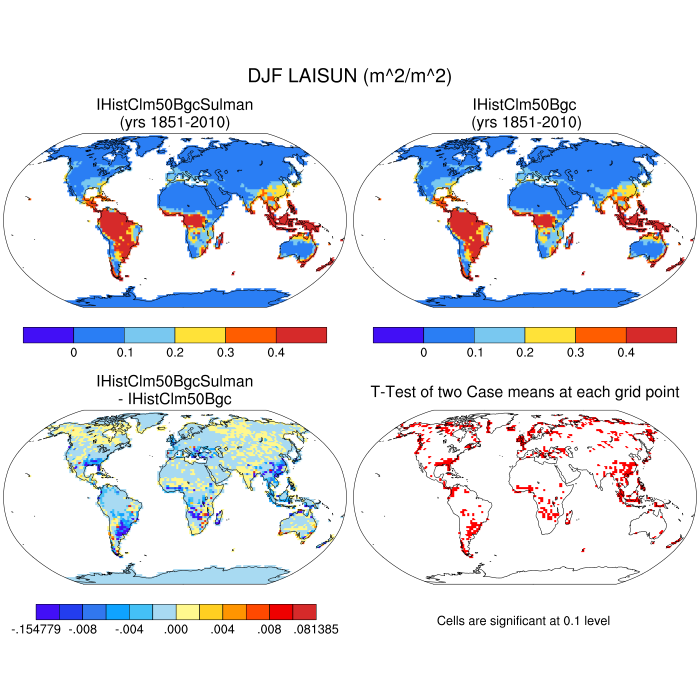 DJF LAISUN (m^2/m^2)
IHistClm50BgcSulman
(yrs 1851-2010)
IHistClm50Bgc
(yrs 1851-2010)
0 0.1 0.2 0.3 0.4
0 0.1 0.2 0.3 0.4
IHistClm50BgcSulman
- IHistClm50Bgc
T-Test of two Case means at each grid point
-.154779 -.008 -.004 .000 .004 .008 .081385
Cells are significant at 0.1 level